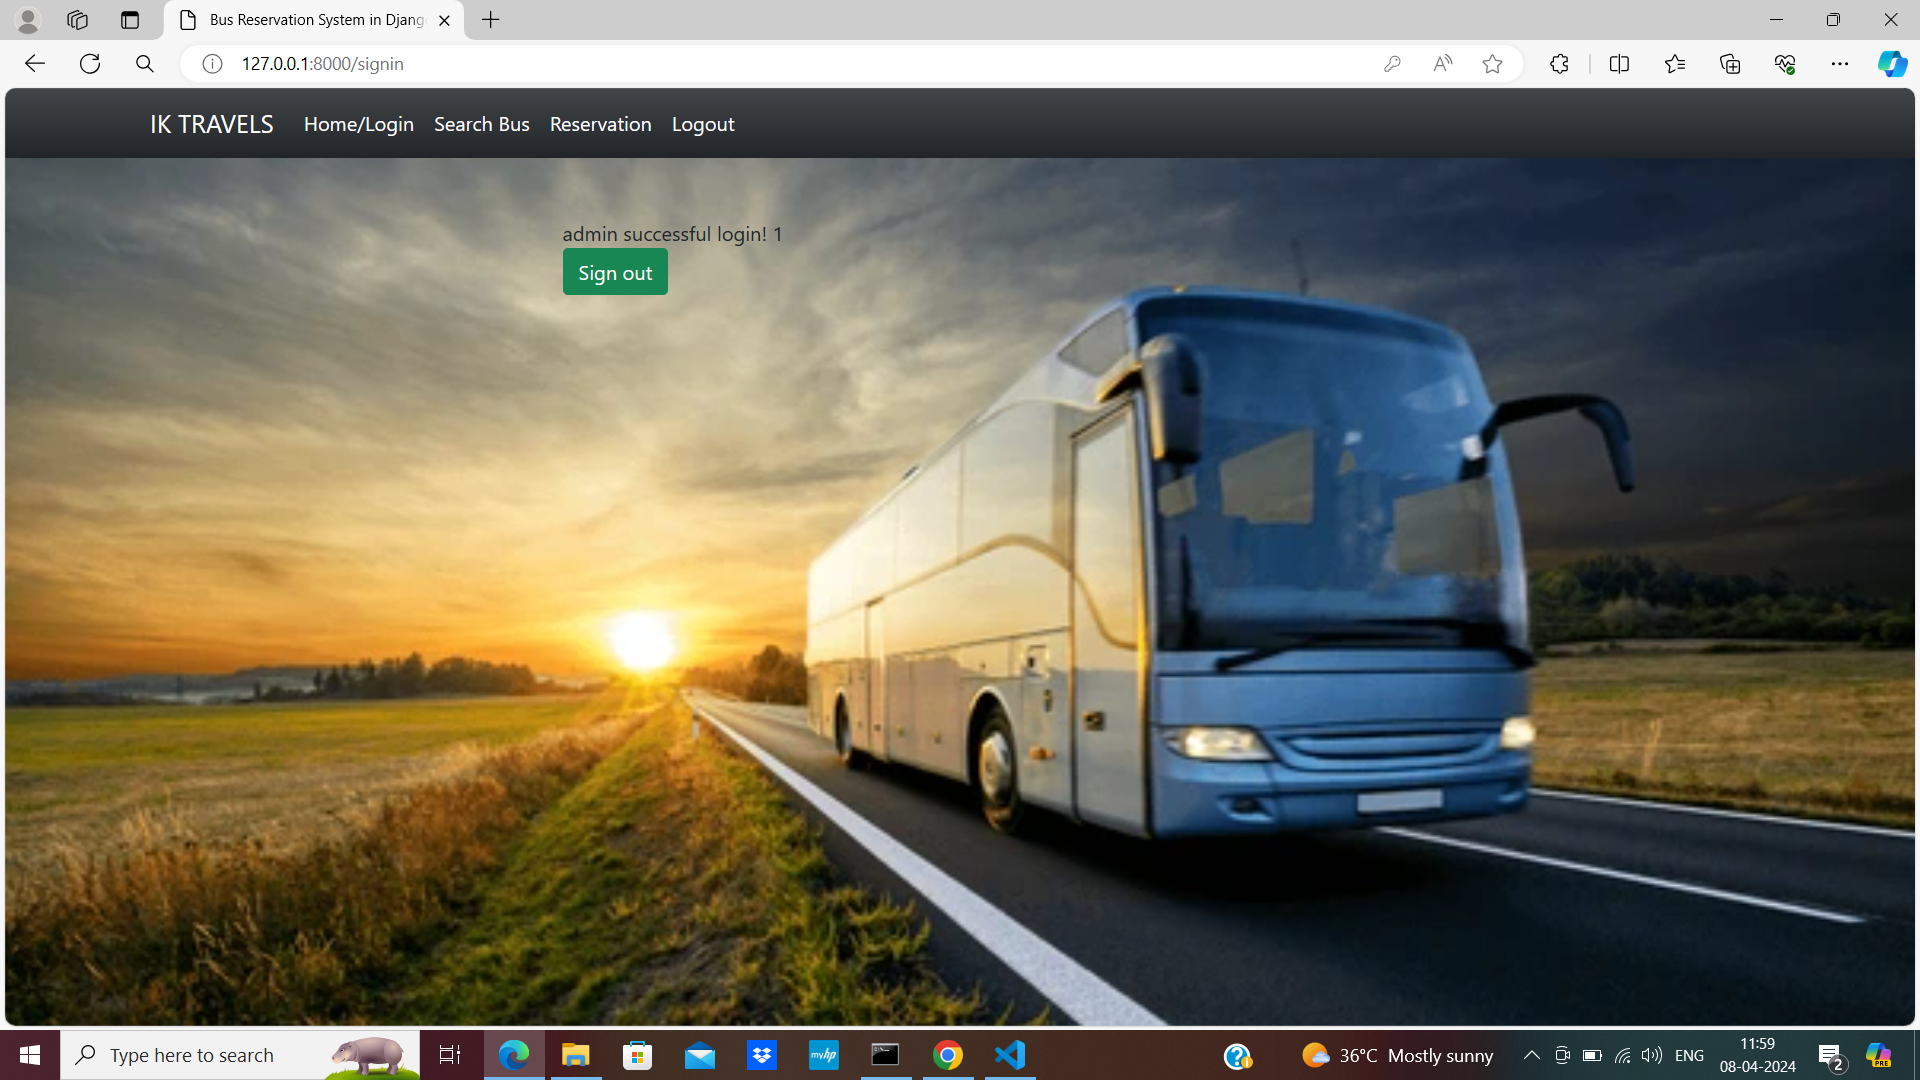 Bus Reservation System in Djang
127.0.0.1:8000/signin
IK TRAVELS Home/Login Search Bus Reservation Logout
admin successful login! 1
Sign out
Type here to search
myhp
36°C Mostly sunny
ENG
11:59
08-04-2024
2
PRE